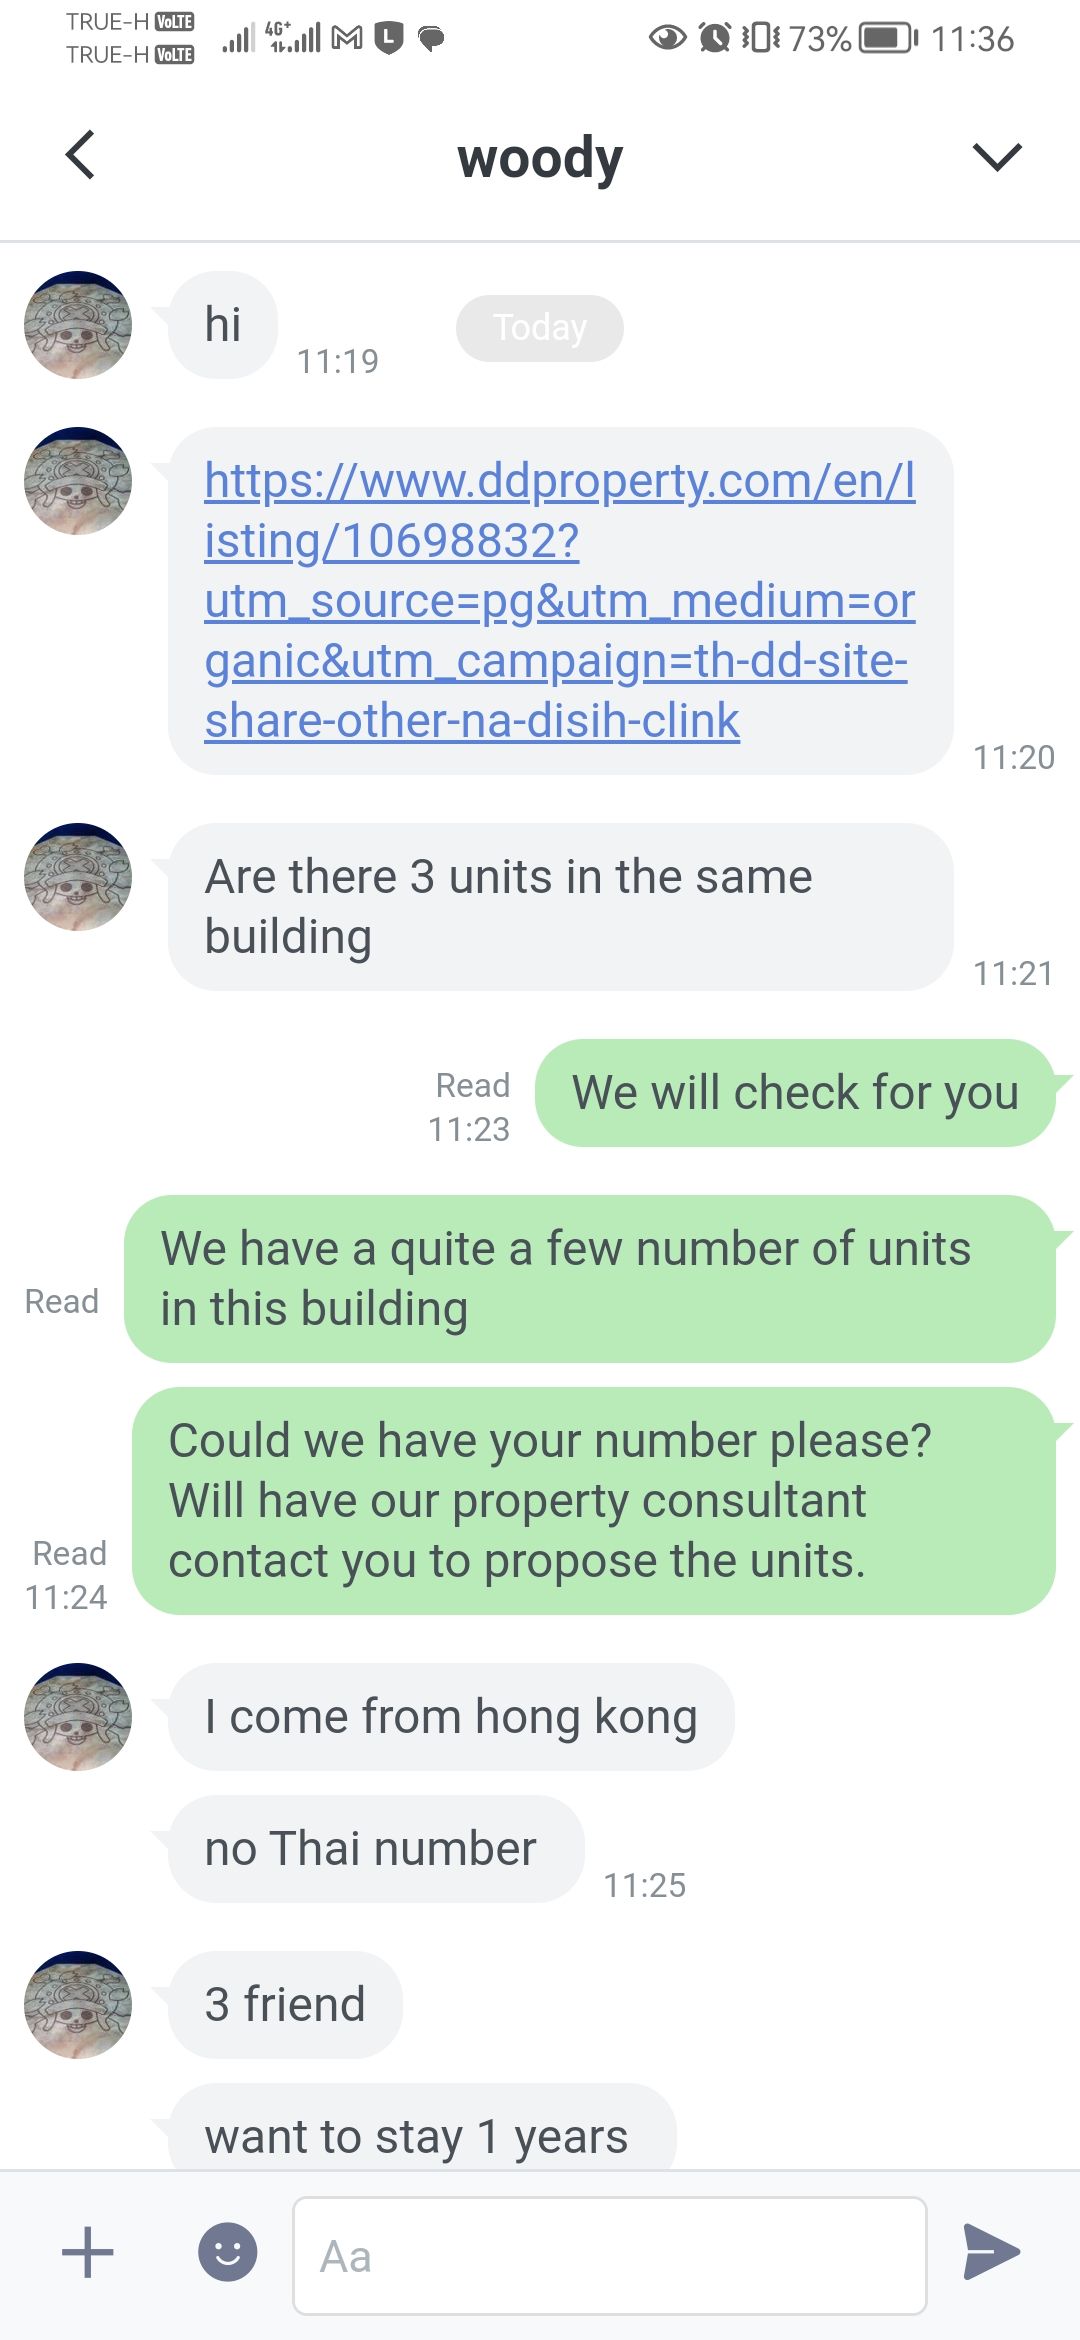 TRUE-H VoLTE
TRUE-H VoLTE
4G+
L
73%
11:36
woody
hi
11:19
Today
https://www.ddproperty.com/en/l
isting/10698832?
utm_source=pg&utm_medium=or
ganic&utm_campaign=th-dd-site-
share-other-na-disih-clink
11:20
Are there 3 units in the same
building
11:21
Read
11:23
We will check for you
We have a quite a few number of units
in this building
Read
Could we have your number please?
Will have our property consultant
contact you to propose the units.
Read
11:24
I come from hong kong
no Thai number
11:25
3 friend
want to stay 1 years
Aa